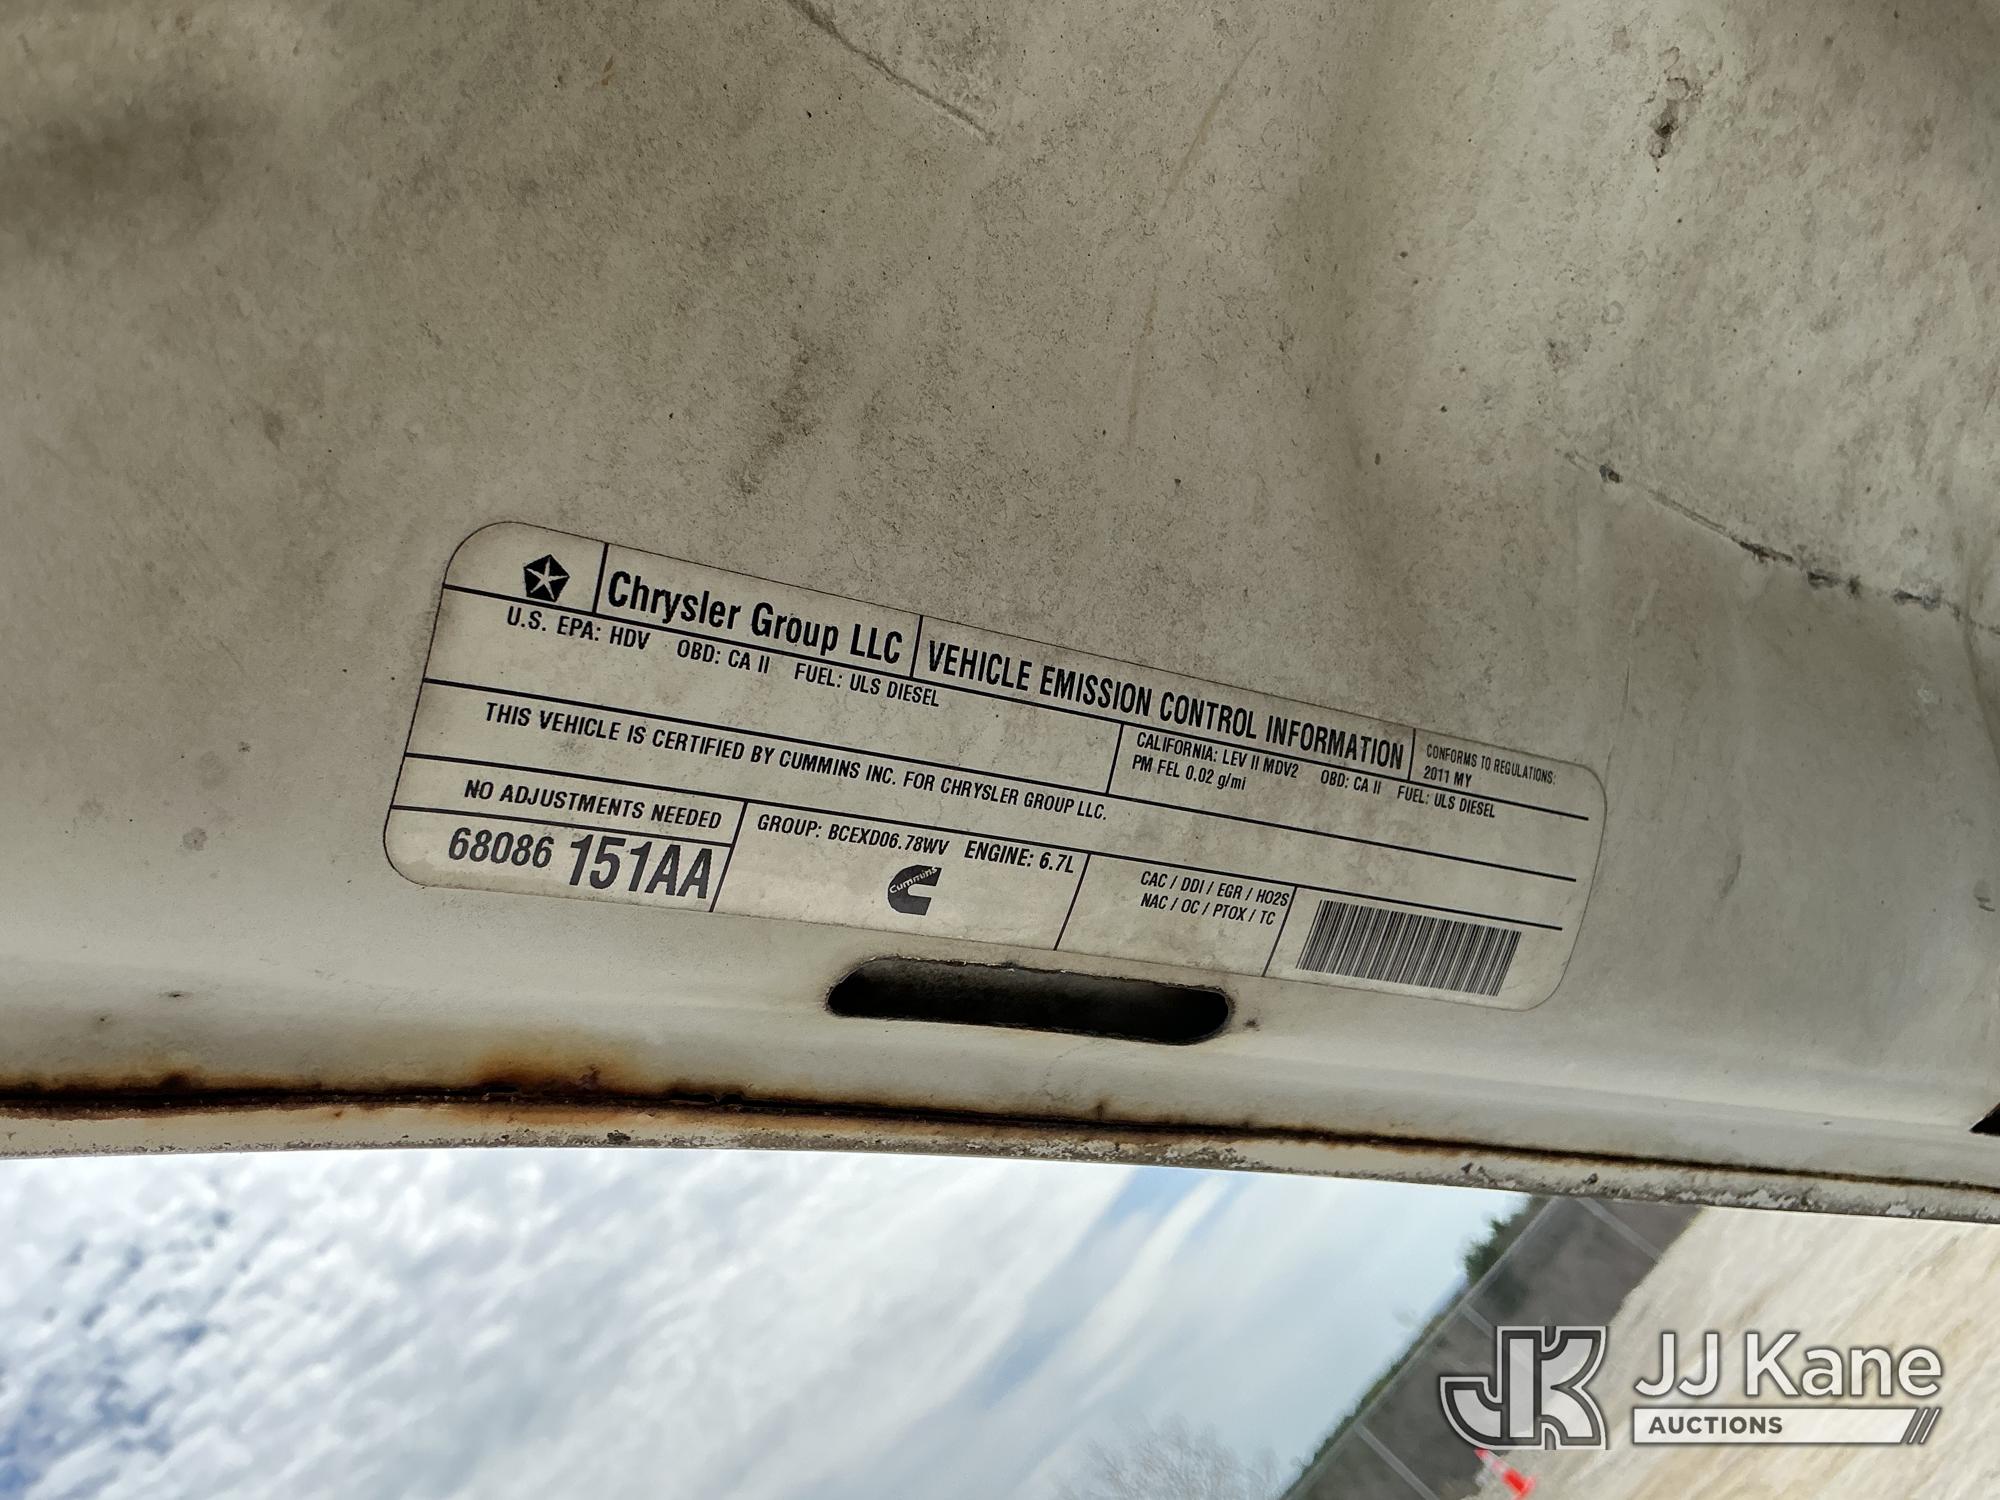 Chrysler Group LLC
VEHICLE EMISSION CONTROL INFORMATION
CONFORMS TO REGULATIONS:
2011 MY
U.S. EPA: HDV OBD: CA II FUEL: ULS DIESEL
CALIFORNIA: LEV II MDV2 OBD: CA II FUEL: ULS DIESEL
PM FEL 0.02 g/mi
THIS VEHICLE IS CERTIFIED BY CUMMINS INC. FOR CHRYSLER GROUP LLC.
NO ADJUSTMENTS NEEDED
68086 151AA
GROUP: BCEXD06.78WV ENGINE: 6.7L
Cummins
CAC / DDI / EGR / HO2S
NAC / OC / PTOX / TC
JK JJ Kane
AUCTIONS